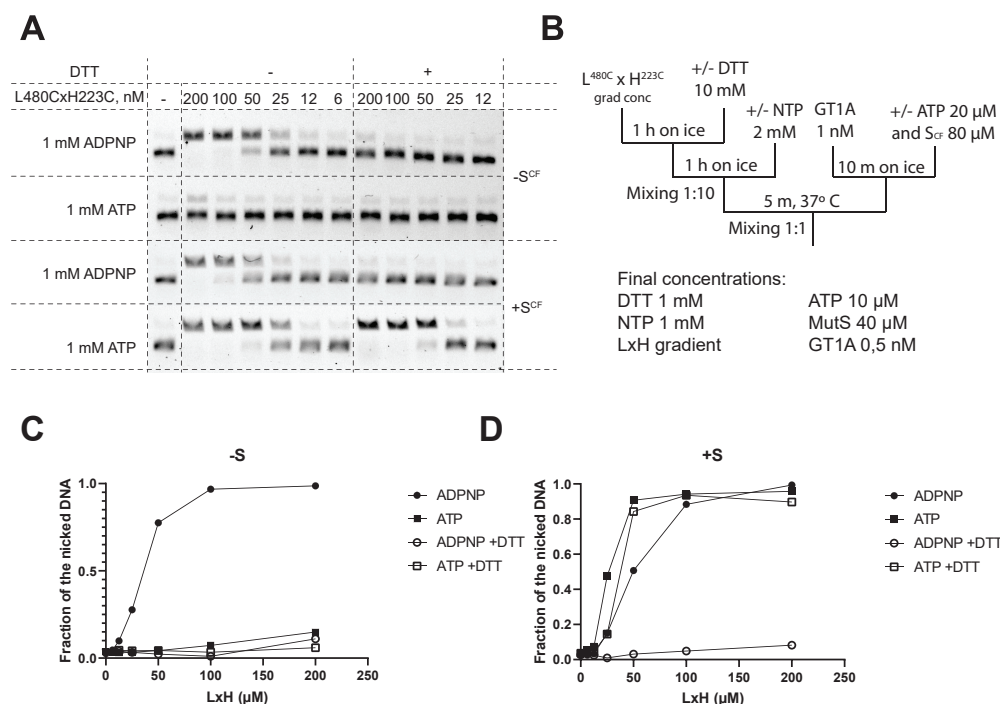 A
DTT - +
L480CxH223C, nM - 200 100 50 25 12 6 200 100 50 25 12
1 mM ADPNP
-S^CF
1 mM ATP
1 mM ADPNP
+S^CF
1 mM ATP
B
L^480C x H^223C
grad conc
+/- DTT
10 mM
+/- NTP
2 mM
GT1A
1 nM
+/- ATP 20 µM
and S_CF 80 µM
1 h on ice
1 h on ice
10 m on ice
Mixing 1:10
5 m, 37º C
Mixing 1:1
Final concentrations:
DTT 1 mM
NTP 1 mM
LxH gradient
ATP 10 µM
MutS 40 µM
GT1A 0,5 nM
C
-S
Fraction of the nicked DNA
1.0
0.5
0.0
0 50 100 150 200 250
LxH (µM)
ADPNP
ATP
ADPNP +DTT
ATP +DTT
D
+S
Fraction of the nicked DNA
1.0
0.8
0.6
0.4
0.2
0.0
0 50 100 150 200 250
LxH (µM)
ADPNP
ATP
ADPNP +DTT
ATP +DTT